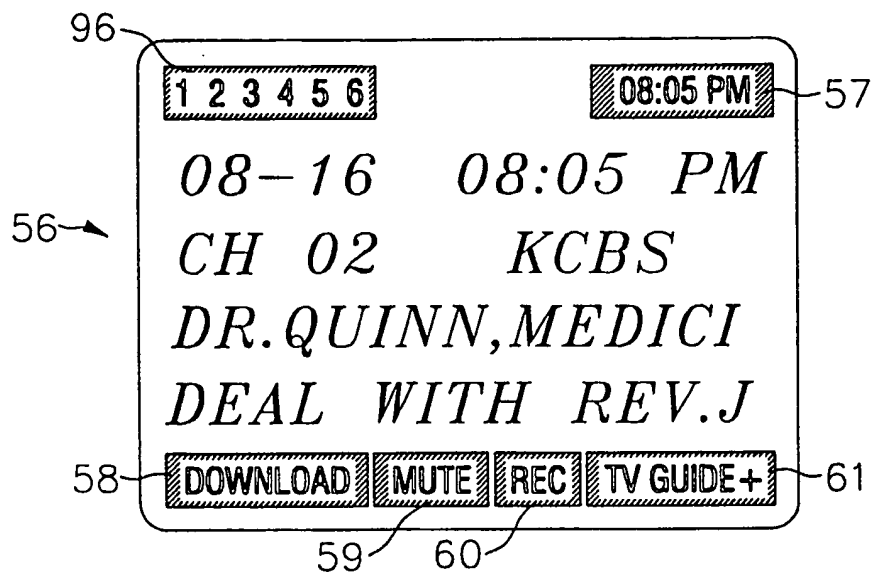 96
1 2 3 4 5 6 08:05 PM 57
08-16 08:05 PM
56 CH 02 KCBS
DR.QUINN,MEDICI
DEAL WITH REV.J
58 DOWNLOAD MUTE REC TV GUIDE+ 61
59 60